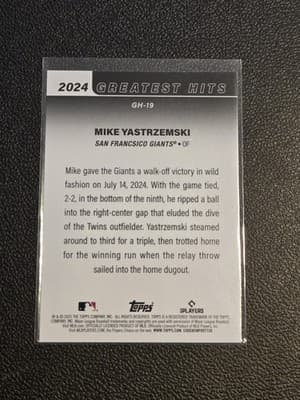 2024 GREATEST HITS
GH-19
MIKE YASTRZEMSKI
SAN FRANCSICO GIANTS® • OF
Mike gave the Giants a walk-off victory in wild
fashion on July 14, 2024. With the game tied,
2-2, in the bottom of the ninth, he ripped a ball
into the right-center gap that eluded the dive
of the Twins outfielder. Yastrzemski steamed
around to third for a triple, then trotted home
for the winning run when the relay throw
sailed into the home dugout.
Topps
PLAYERS